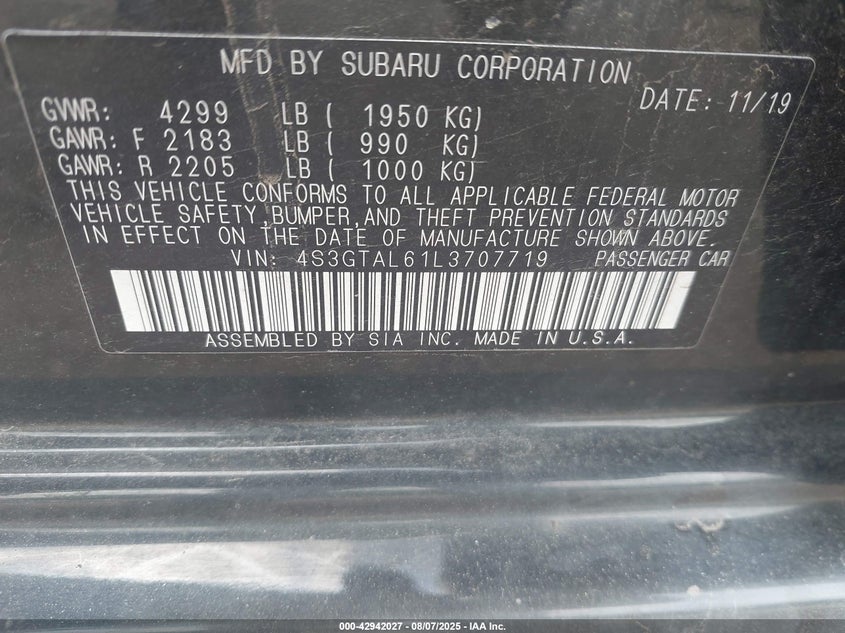 MFD BY SUBARU CORPORATION
DATE: 11/19
GVWR: 4299 LB ( 1950 KG)
GAWR: F 2183 LB ( 990 KG)
GAWR: R 2205 LB ( 1000 KG)
THIS VEHICLE CONFORMS TO ALL APPLICABLE FEDERAL MOTOR
VEHICLE SAFETY, BUMPER, AND THEFT PREVENTION STANDARDS
IN EFFECT ON THE DATE OF MANUFACTURE SHOWN ABOVE.
VIN: 4S3GTAL61L3707719 PASSENGER CAR
ASSEMBLED BY SIA INC. MADE IN U.S.A.
000-42942027 - 08/07/2025 - IAA Inc.